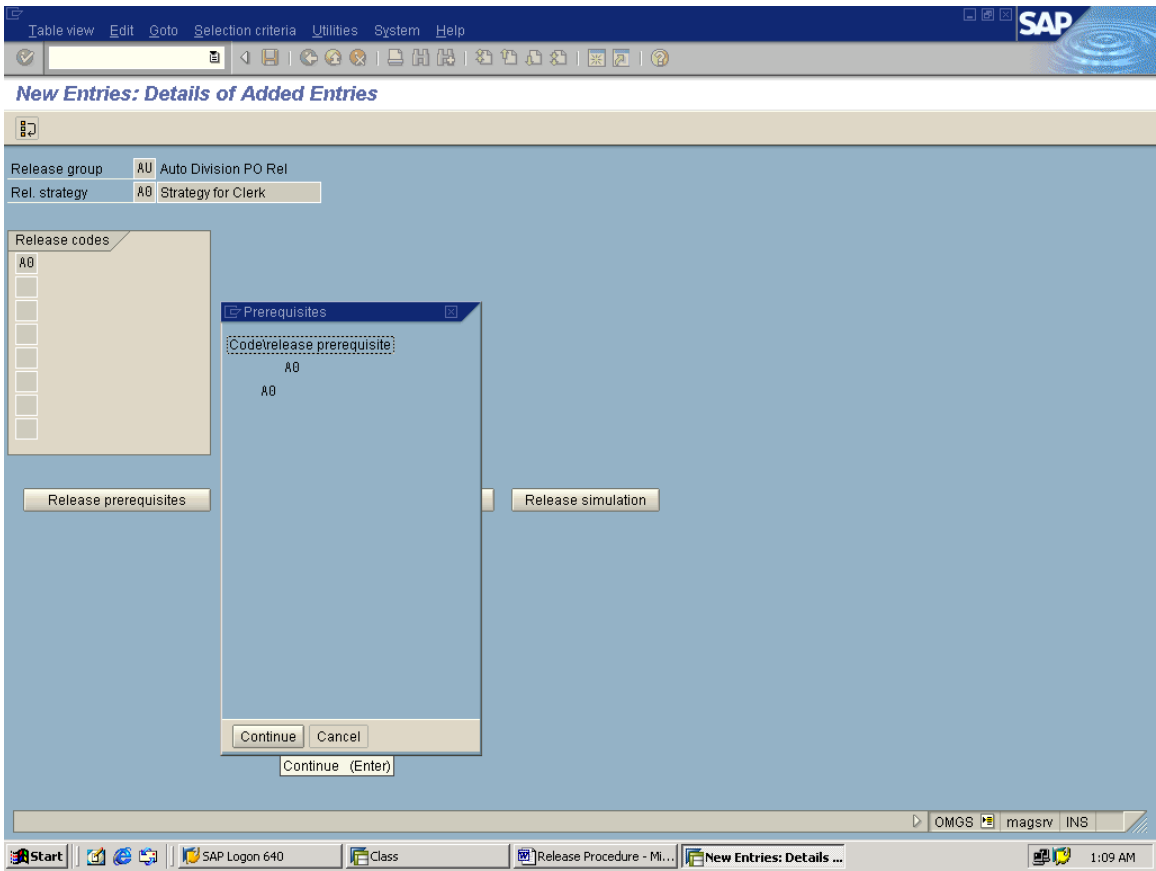 Table view Edit Goto Selection criteria Utilities System Help
SAP
New Entries: Details of Added Entries
Release group AU Auto Division PO Rel
Rel. strategy A0 Strategy for Clerk
Release codes
A0
Prerequisites
Code\release prerequisite
A0
A0
Release prerequisites
Release simulation
Continue Cancel
Continue (Enter)
OMGS magsrv INS
Start SAP Logon 640 Class Release Procedure - Mi... New Entries: Details ... 1:09 AM